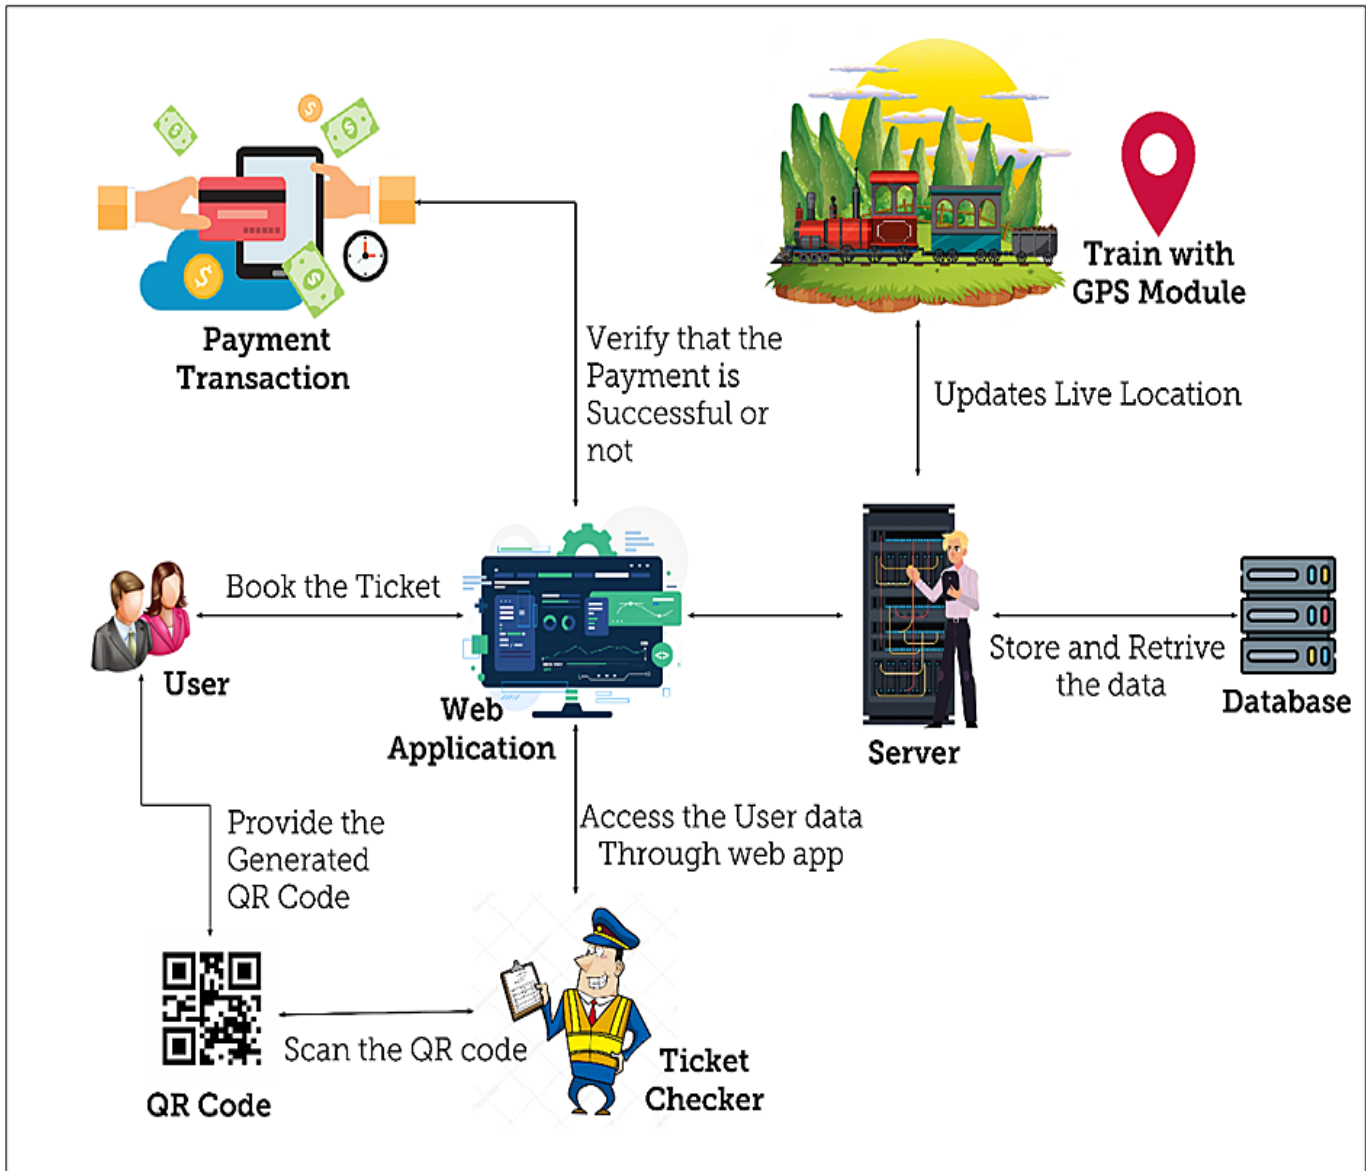 Payment
Transaction
Train with
GPS Module
Verify that the
Payment is
Successful or
not
Updates Live Location
Book the Ticket
User
Web
Application
Server
Store and Retrive
the data
Database
Provide the
Generated
QR Code
Access the User data
Through web app
Scan the QR code
QR Code
Ticket
Checker